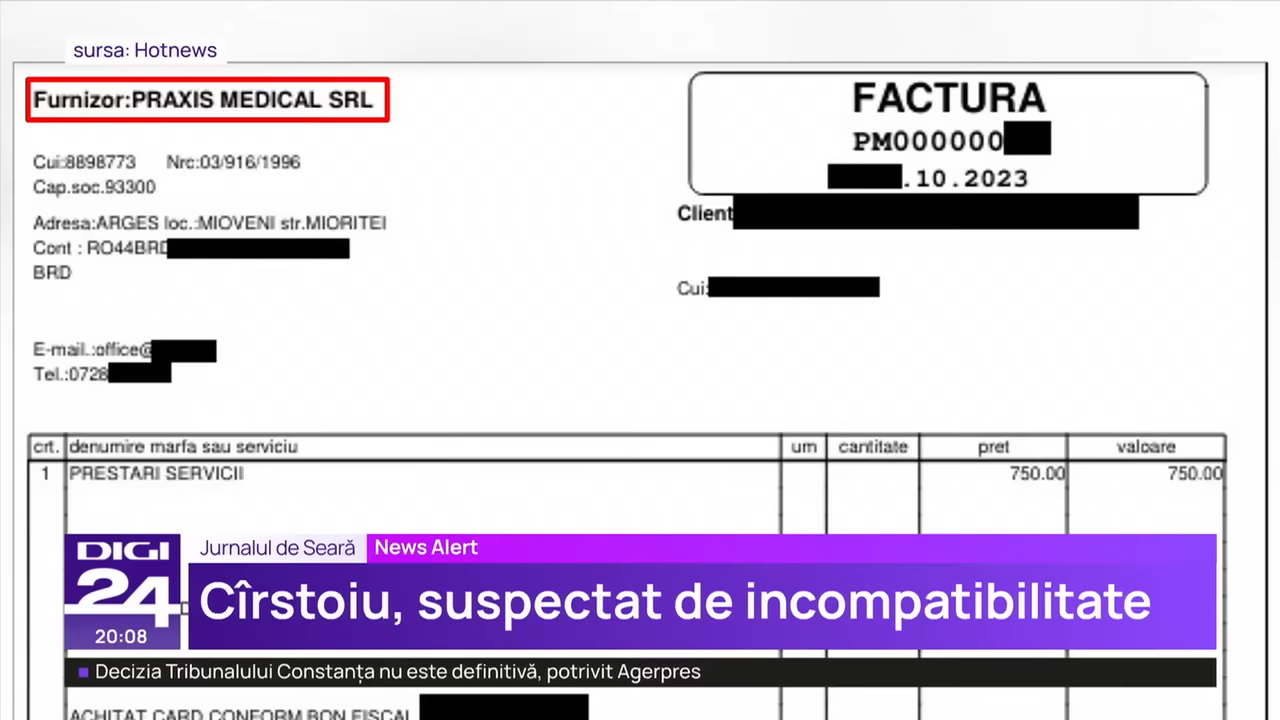 sursa: Hotnews
Furnizor:PRAXIS MEDICAL SRL
FACTURA
PM000000
.10.2023
Cui:8898773 Nrc:03/916/1996
Cap.soc.93300
Client
Adresa:ARGES loc.:MIOVENI str.MIORITEI
Cont : RO44BRD
BRD
Cui:
E-mail.:office@
Tel.:0728
crt. denumire marfa sau serviciu um cantitate pret valoare
1 PRESTARI SERVICII 750.00 750.00
DIGI
24
20:08
Jurnalul de Seară News Alert
Cîrstoiu, suspectat de incompatibilitate
Decizia Tribunalului Constanța nu este definitivă, potrivit Agerpres
ACHITAT CARD CONFORM BON FISCAL